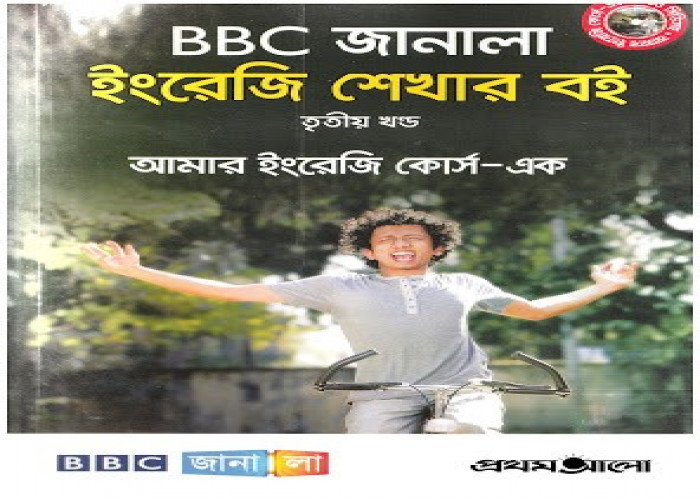 BBC জানালা
ইংরেজি শেখার বই
তৃতীয় খন্ড
আমার ইংরেজি কোর্স–এক
BBC জানালা
প্রথম আলো